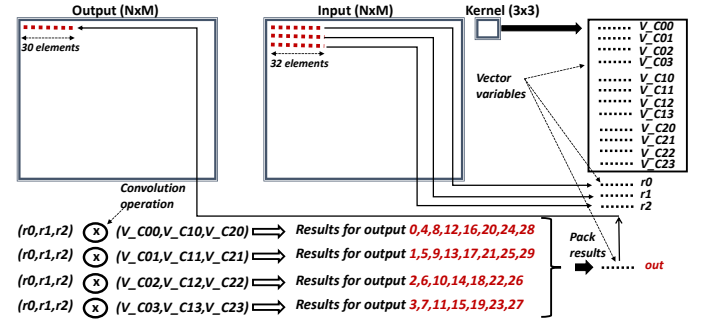 Output (NxM)
Input (NxM)
Kernel (3x3)
30 elements
32 elements
Vector
variables
V_C00
V_C01
V_C02
V_C03
V_C10
V_C11
V_C12
V_C13
V_C20
V_C21
V_C22
V_C23
r0
r1
r2
Convolution
operation
(r0,r1,r2) x (V_C00,V_C10,V_C20) Results for output 0,4,8,12,16,20,24,28
(r0,r1,r2) x (V_C01,V_C11,V_C21) Results for output 1,5,9,13,17,21,25,29
(r0,r1,r2) x (V_C02,V_C12,V_C22) Results for output 2,6,10,14,18,22,26
(r0,r1,r2) x (V_C03,V_C13,V_C23) Results for output 3,7,11,15,19,23,27
Pack
results
out